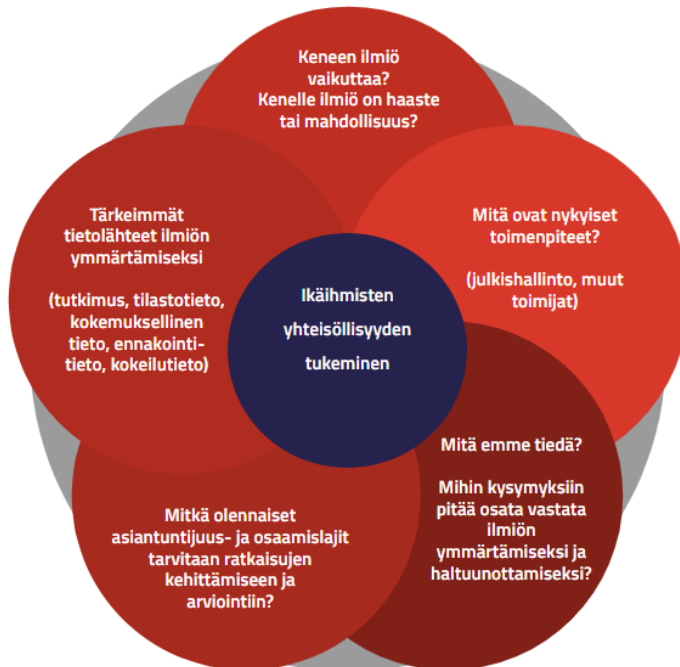 Keneen ilmiö
vaikuttaa?
Kenelle ilmiö on haaste
tai mahdollisuus?
Mitä ovat nykyiset
toimenpiteet?
(julkishallinto, muut
toimijat)
Mitä emme tiedä?
Mihin kysymyksiin
pitää osata vastata
ilmiön
ymmärtämiseksi ja
haltuunottamiseksi?
Mitkä olennaiset
asiantuntijuus- ja osaamislajit
tarvitaan ratkaisujen
kehittämiseen ja
arviointiin?
Tärkeimmät
tietolähteet ilmiön
ymmärtämiseksi
(tutkimus, tilastotieto,
kokemuksellinen
tieto, ennakointi-
tieto, kokeilutieto)
Ikäihmisten
yhteisöllisyyden
tukeminen